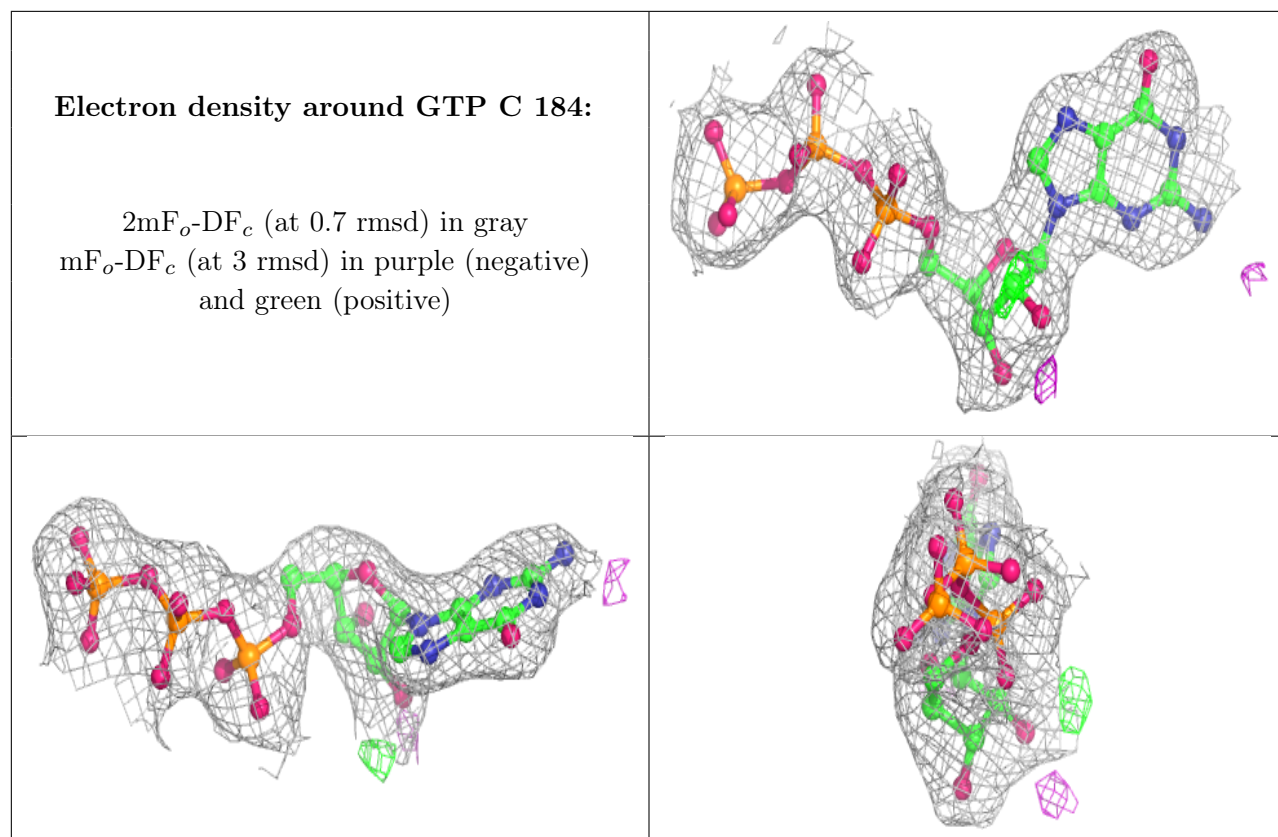 Electron density around GTP C 184:
2mFₒ-DF𝒸 (at 0.7 rmsd) in gray
mFₒ-DF𝒸 (at 3 rmsd) in purple (negative)
and green (positive)